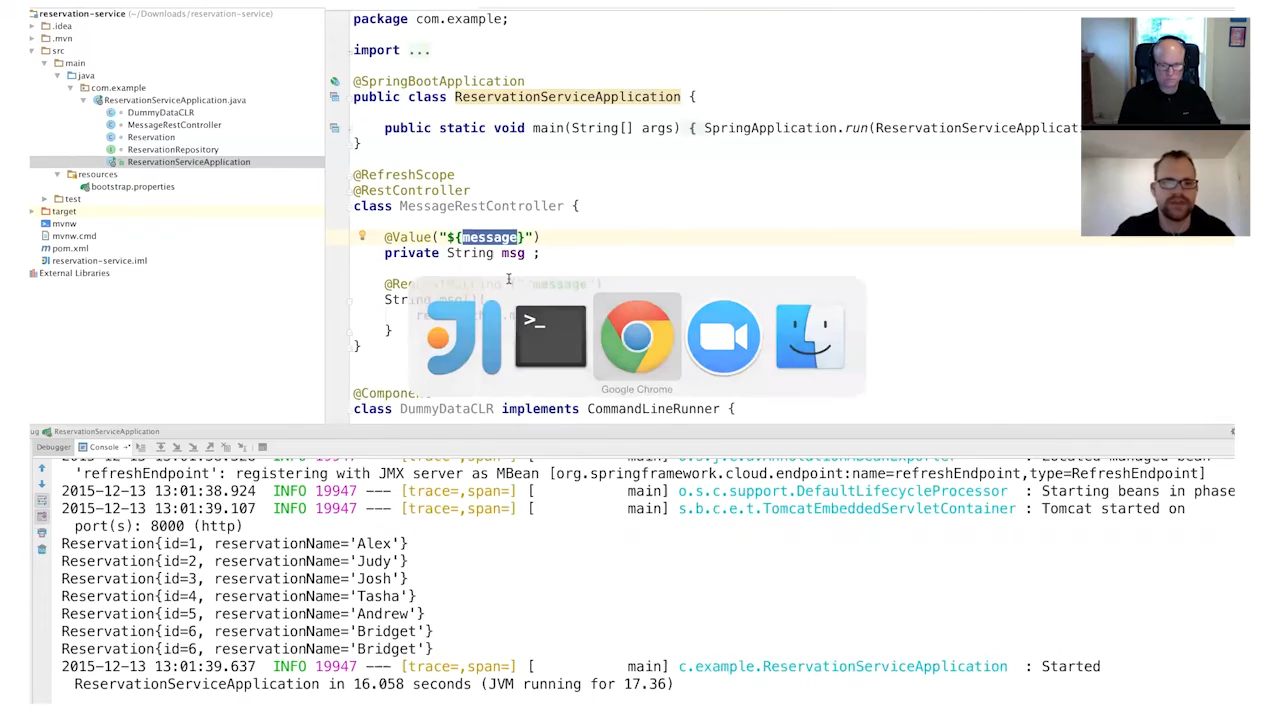 reservation-service (~/Downloads/reservation-service)
.idea
.mvn
src
main
java
com.example
ReservationServiceApplication.java
DummyDataCLR
MessageRestController
Reservation
ReservationRepository
ReservationServiceApplication
resources
bootstrap.properties
test
target
mvnw
mvnw.cmd
pom.xml
reservation-service.iml
External Libraries
package com.example;
import ...
@SpringBootApplication
public class ReservationServiceApplication {
public static void main(String[] args) { SpringApplication.run(ReservationServiceApplicati
}
@RefreshScope
@RestController
class MessageRestController {
@Value("${message}")
private String msg ;
message")
String msg()
}
}
Google Chrome
class DummyDataCLR implements CommandLineRunner {
ug ReservationServiceApplication
Debugger Console
'refreshEndpoint': registering with JMX server as MBean [org.springframework.cloud.endpoint:name=refreshEndpoint,type=RefreshEndpoint]
2015-12-13 13:01:38.924 INFO 19947 --- [trace=,span=] [ main] o.s.c.support.DefaultLifecycleProcessor : Starting beans in phase
2015-12-13 13:01:39.107 INFO 19947 --- [trace=,span=] [ main] s.b.c.e.t.TomcatEmbeddedServletContainer : Tomcat started on
port(s): 8000 (http)
Reservation{id=1, reservationName='Alex'}
Reservation{id=2, reservationName='Judy'}
Reservation{id=3, reservationName='Josh'}
Reservation{id=4, reservationName='Tasha'}
Reservation{id=5, reservationName='Andrew'}
Reservation{id=6, reservationName='Bridget'}
Reservation{id=6, reservationName='Bridget'}
2015-12-13 13:01:39.637 INFO 19947 --- [trace=,span=] [ main] c.example.ReservationServiceApplication : Started
ReservationServiceApplication in 16.058 seconds (JVM running for 17.36)